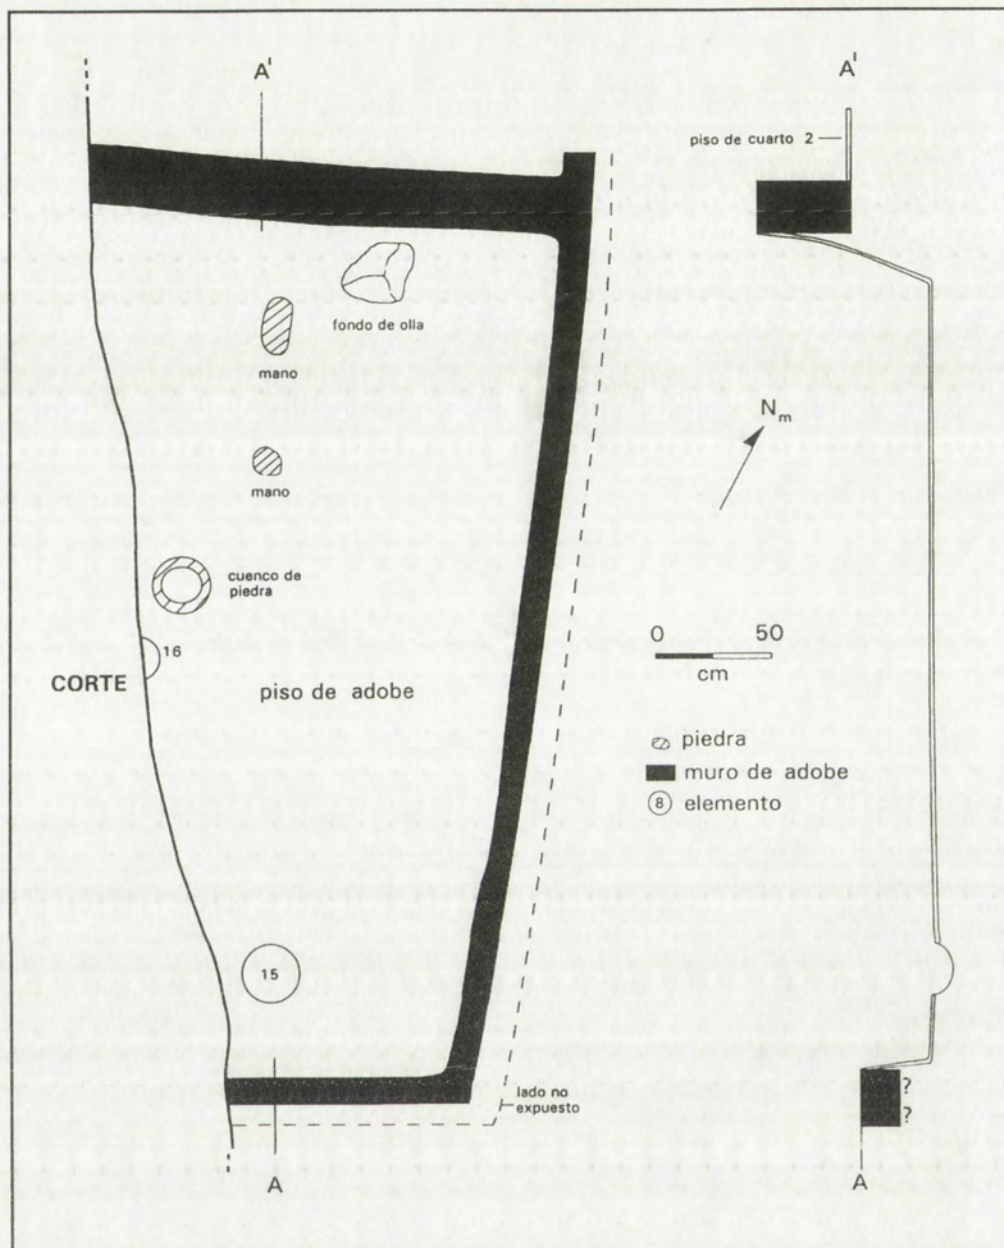 A'
A'
piso de cuarto 2
fondo de olla
mano
Nm
mano
cuenco de
piedra
16
0 50
cm
CORTE
piso de adobe
piedra
muro de adobe
8 elemento
15
lado no
expuesto
?
?
A
A